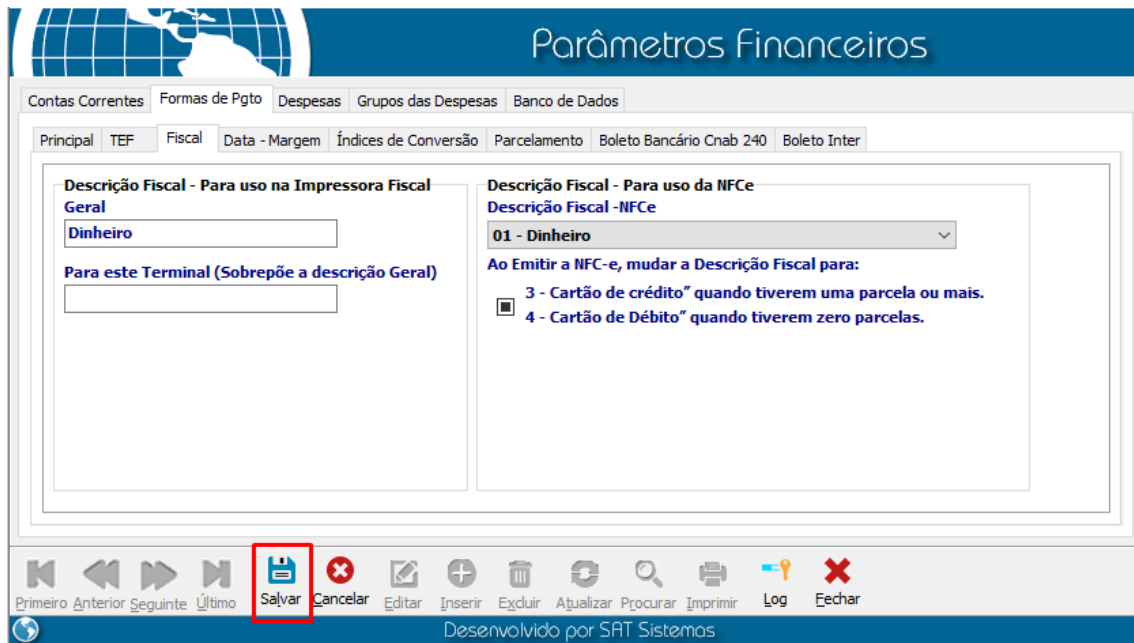 Parâmetros Financeiros
Contas Correntes Formas de Pgto Despesas Grupos das Despesas Banco de Dados
Principal TEF Fiscal Data - Margem Índices de Conversão Parcelamento Boleto Bancário Cnab 240 Boleto Inter
Descrição Fiscal - Para uso na Impressora Fiscal
Geral
Dinheiro
Para este Terminal (Sobrepõe a descrição Geral)
Descrição Fiscal - Para uso da NFCe
Descrição Fiscal -NFCe
01 - Dinheiro
Ao Emitir a NFC-e, mudar a Descrição Fiscal para:
3 - Cartão de crédito” quando tiverem uma parcela ou mais.
4 - Cartão de Débito” quando tiverem zero parcelas.
Primeiro Anterior Seguinte Último Salvar Cancelar Editar Inserir Excluir Atualizar Procurar Imprimir Log Fechar
Desenvolvido por SAT Sistemas